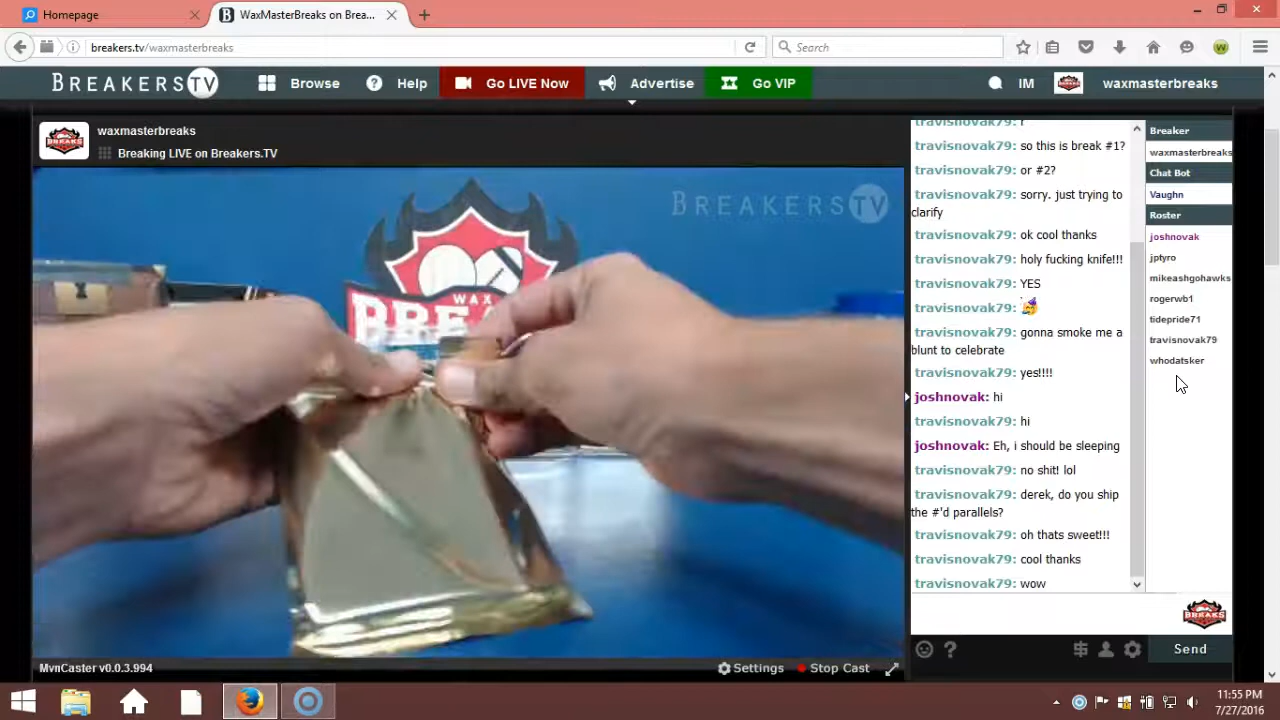 Homepage
WaxMasterBreaks on Brea...
breakers.tv/waxmasterbreaks
Search
BREAKERSTV
Browse
Help
Go LIVE Now
Advertise
Go VIP
IM
waxmasterbreaks
waxmasterbreaks
Breaking LIVE on Breakers.TV
BREAKERSTV
WAX
BREAKS
travisnovak79: so this is break #1?
travisnovak79: or #2?
travisnovak79: sorry. just trying to
clarify
travisnovak79: ok cool thanks
travisnovak79: holy fucking knife!!!
travisnovak79: YES
travisnovak79:
travisnovak79: gonna smoke me a
blunt to celebrate
travisnovak79: yes!!!!
joshnovak: hi
travisnovak79: hi
joshnovak: Eh, i should be sleeping
travisnovak79: no shit! lol
travisnovak79: derek, do you ship
the #'d parallels?
travisnovak79: oh thats sweet!!!
travisnovak79: cool thanks
travisnovak79: wow
Breaker
waxmasterbreaks
Chat Bot
Vaughn
Roster
joshnovak
jptyro
mikeashgohawks
rogerwb1
tidepride71
travisnovak79
whodatsker
BREAKS
Send
MvnCaster v0.0.3.994
Settings
Stop Cast
11:55 PM
7/27/2016